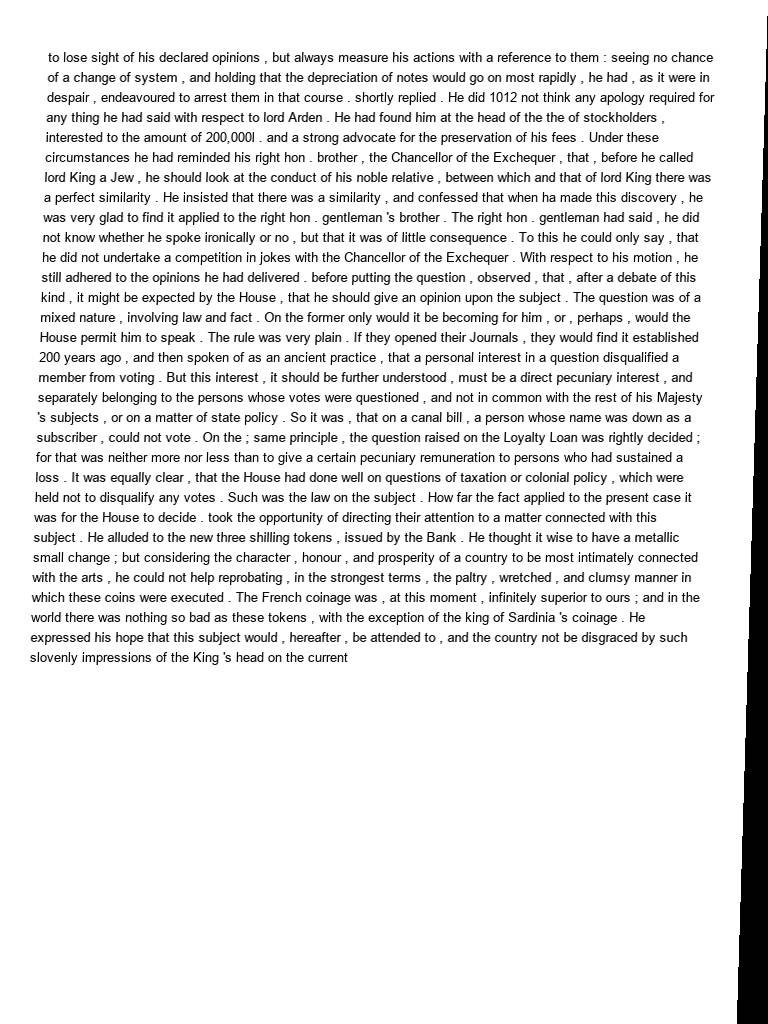 to lose sight of his declared opinions , but always measure his actions with a reference to them : seeing no chance
of a change of system , and holding that the depreciation of notes would go on most rapidly , he had , as it were in
despair , endeavoured to arrest them in that course . shortly replied . He did 1012 not think any apology required for
any thing he had said with respect to lord Arden . He had found him at the head of the the of stockholders ,
interested to the amount of 200,000l . and a strong advocate for the preservation of his fees . Under these
circumstances he had reminded his right hon . brother , the Chancellor of the Exchequer , that , before he called
lord King a Jew , he should look at the conduct of his noble relative , between which and that of lord King there was
a perfect similarity . He insisted that there was a similarity , and confessed that when ha made this discovery , he
was very glad to find it applied to the right hon . gentleman 's brother . The right hon . gentleman had said , he did
not know whether he spoke ironically or no , but that it was of little consequence . To this he could only say , that
he did not undertake a competition in jokes with the Chancellor of the Exchequer . With respect to his motion , he
still adhered to the opinions he had delivered . before putting the question , observed , that , after a debate of this
kind , it might be expected by the House , that he should give an opinion upon the subject . The question was of a
mixed nature , involving law and fact . On the former only would it be becoming for him , or , perhaps , would the
House permit him to speak . The rule was very plain . If they opened their Journals , they would find it established
200 years ago , and then spoken of as an ancient practice , that a personal interest in a question disqualified a
member from voting . But this interest , it should be further understood , must be a direct pecuniary interest , and
separately belonging to the persons whose votes were questioned , and not in common with the rest of his Majesty
's subjects , or on a matter of state policy . So it was , that on a canal bill , a person whose name was down as a
subscriber , could not vote . On the ; same principle , the question raised on the Loyalty Loan was rightly decided ;
for that was neither more nor less than to give a certain pecuniary remuneration to persons who had sustained a
loss . It was equally clear , that the House had done well on questions of taxation or colonial policy , which were
held not to disqualify any votes . Such was the law on the subject . How far the fact applied to the present case it
was for the House to decide . took the opportunity of directing their attention to a matter connected with this
subject . He alluded to the new three shilling tokens , issued by the Bank . He thought it wise to have a metallic
small change ; but considering the character , honour , and prosperity of a country to be most intimately connected
with the arts , he could not help reprobating , in the strongest terms , the paltry , wretched , and clumsy manner in
which these coins were executed . The French coinage was , at this moment , infinitely superior to ours ; and in the
world there was nothing so bad as these tokens , with the exception of the king of Sardinia 's coinage . He
expressed his hope that this subject would , hereafter , be attended to , and the country not be disgraced by such
slovenly impressions of the King 's head on the current